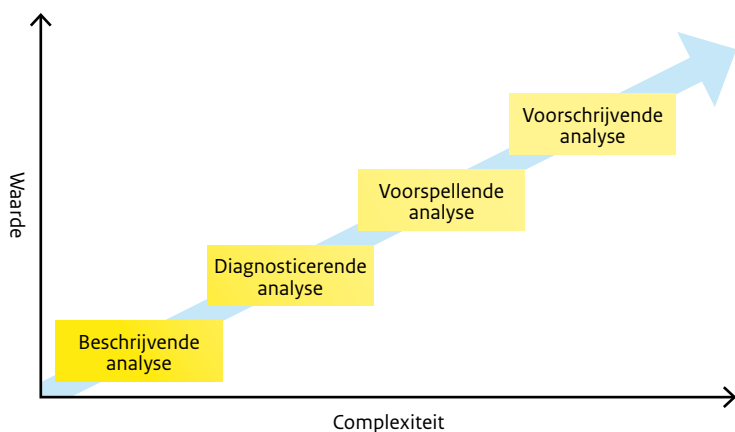 Voorschrijvende
analyse
Voorspellende
analyse
Waarde
Diagnosticerende
analyse
Beschrijvende
analyse
Complexiteit